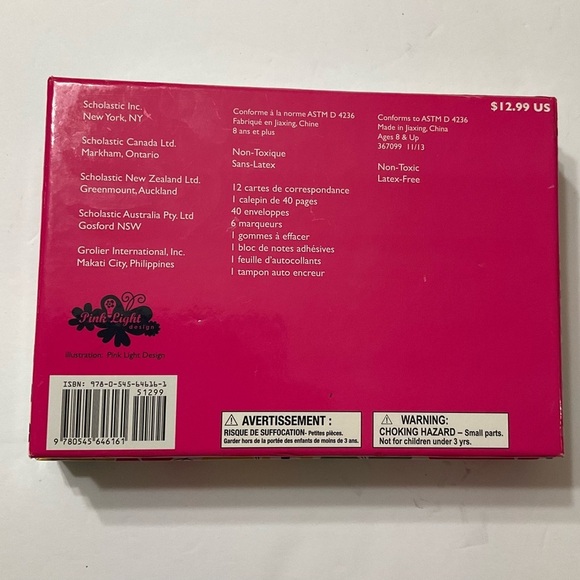 $12.99 US
Scholastic Inc.
New York, NY
Scholastic Canada Ltd.
Markham, Ontario
Scholastic New Zealand Ltd.
Greenmount, Auckland
Scholastic Australia Pty. Ltd
Gosford NSW
Grolier International, Inc.
Makati City, Philippines
Conforme à la norme ASTM D 4236
Fabriqué en Jiaxing, Chine
8 ans et plus
Non-Toxique
Sans-Latex
12 cartes de correspondance
1 calepin de 40 pages
40 enveloppes
6 marqueurs
1 gommes à effacer
1 bloc de notes adhésives
1 feuille d'autocollants
1 tampon auto encreur
Conforms to ASTM D 4236
Made in Jiaxing, China
Ages 8 & Up
367099 11/13
Non-Toxic
Latex-Free
Pink Light
design
illustration: Pink Light Design
ISBN: 978-0-545-64616-1
51299
9 780545 646161
AVERTISSEMENT :
RISQUE DE SUFFOCATION- Petites pièces.
Garder hors de la portée des enfants de moins de 3 ans.
WARNING:
CHOKING HAZARD – Small parts.
Not for children under 3 yrs.